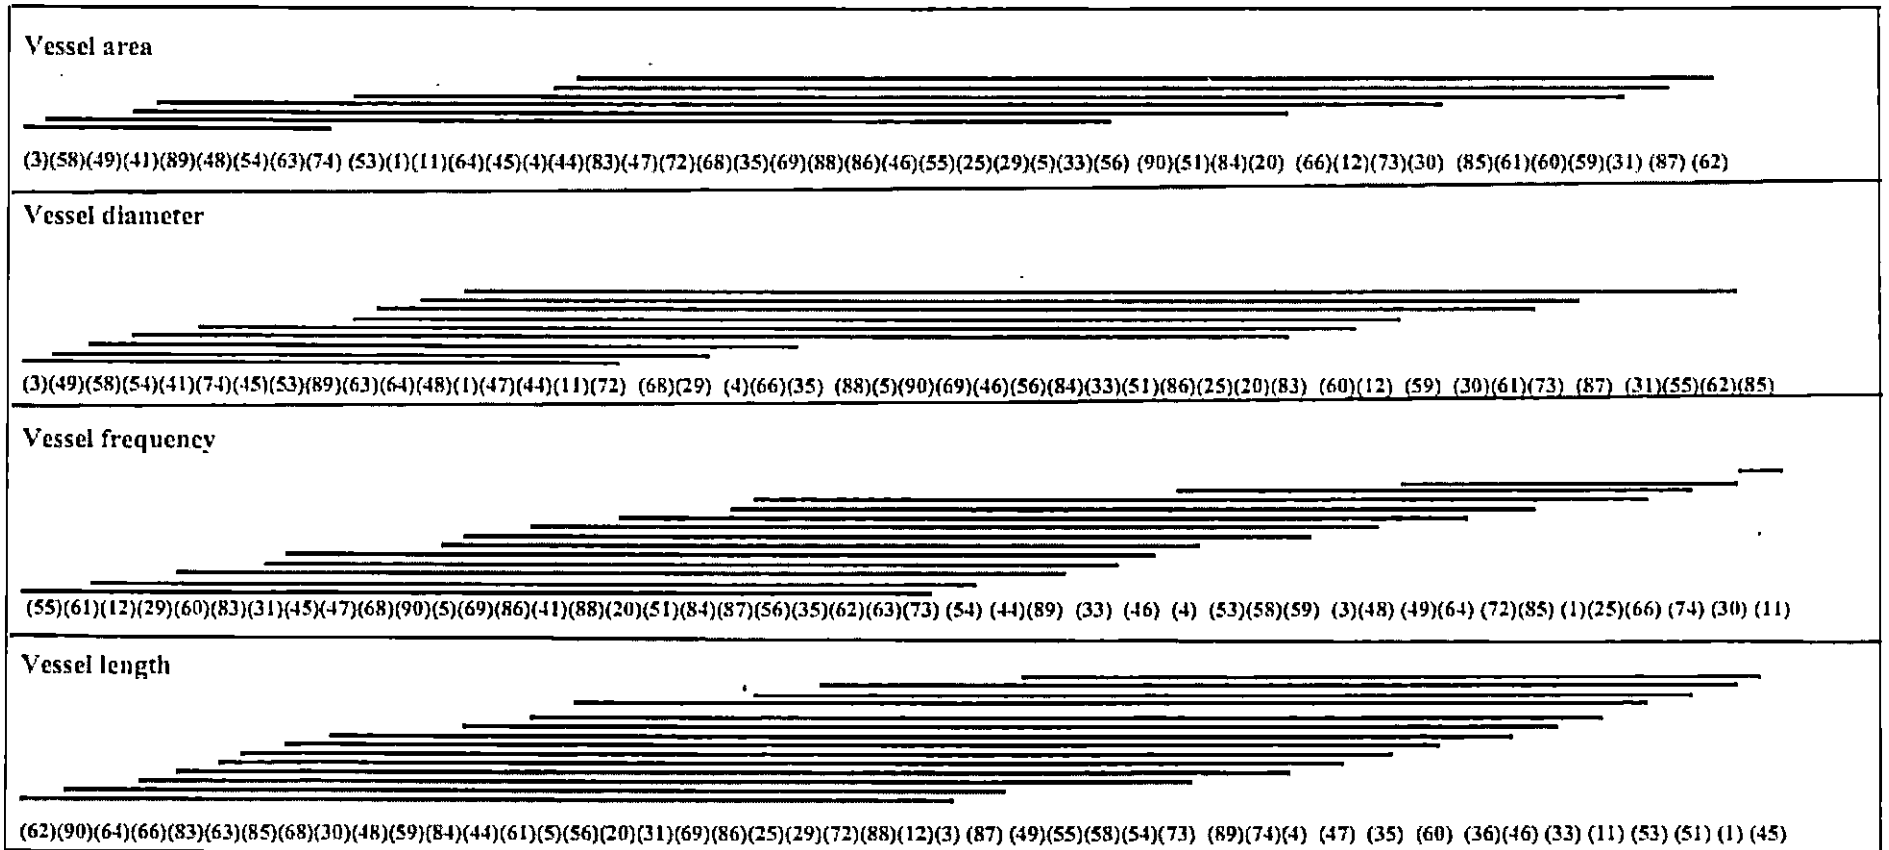 Vessel area
(3)(58)(49)(41)(89)(48)(54)(63)(74) (53)(1)(11)(64)(45)(4)(44)(83)(47)(72)(68)(35)(69)(88)(86)(46)(55)(25)(29)(5)(33)(56) (90)(51)(84)(20) (66)(12)(73)(30) (85)(61)(60)(59)(31) (87) (62)
Vessel diameter
(3)(49)(58)(54)(41)(74)(45)(53)(89)(63)(64)(48)(1)(47)(44)(11)(72) (68)(29) (4)(66)(35) (88)(5)(90)(69)(46)(56)(84)(33)(51)(86)(25)(20)(83) (60)(12) (59) (30)(61)(73) (87) (31)(55)(62)(85)
Vessel frequency
(55)(61)(12)(29)(60)(83)(31)(45)(47)(68)(90)(5)(69)(86)(41)(88)(20)(51)(84)(87)(56)(35)(62)(63)(73) (54) (44)(89) (33) (46) (4) (53)(58)(59) (3)(48) (49)(64) (72)(85) (1)(25)(66) (74) (30) (11)
Vessel length
(62)(90)(64)(66)(83)(63)(85)(68)(30)(48)(59)(84)(44)(61)(5)(56)(20)(31)(69)(86)(25)(29)(72)(88)(12)(3) (87) (49)(55)(58)(54)(73) (89)(74)(4) (47) (35) (60) (36)(46) (33) (11) (53) (51) (1) (45)